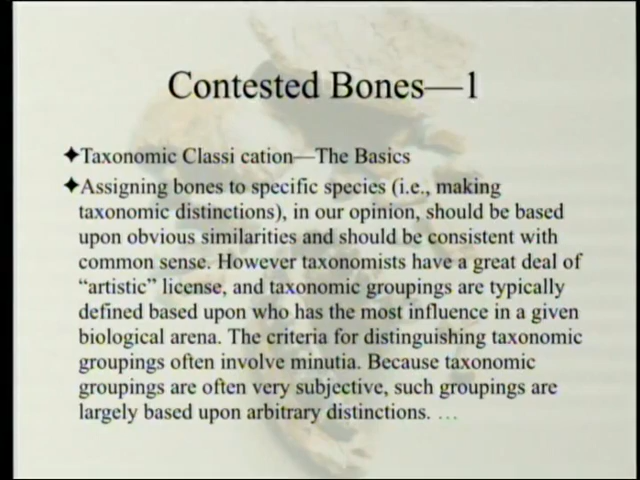 Contested Bones—1
✦Taxonomic Classi cation—The Basics
✦Assigning bones to specific species (i.e., making
taxonomic distinctions), in our opinion, should be based
upon obvious similarities and should be consistent with
common sense. However taxonomists have a great deal of
“artistic” license, and taxonomic groupings are typically
defined based upon who has the most influence in a given
biological arena. The criteria for distinguishing taxonomic
groupings often involve minutia. Because taxonomic
groupings are often very subjective, such groupings are
largely based upon arbitrary distinctions. …